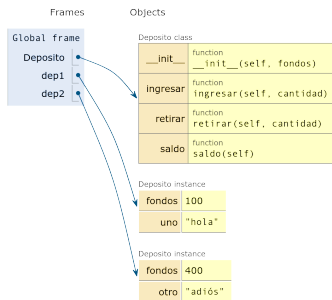 Frames Objects
Global frame
Deposito
dep1
dep2
Deposito class
__init__ function
__init__(self, fondos)
ingresar function
ingresar(self, cantidad)
retirar function
retirar(self, cantidad)
saldo function
saldo(self)
Deposito instance
fondos 100
uno "hola"
Deposito instance
fondos 400
otro "adiós"